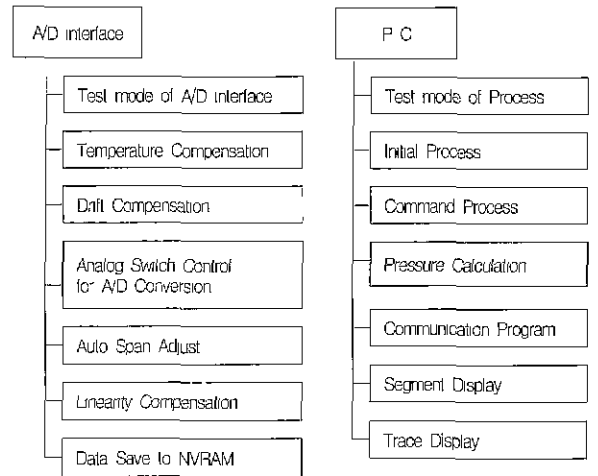 A/D interface
Test mode of A/D interface
Temperature Compensation
Drift Compensation
Analog Switch Control
for A/D Conversion
Auto Span Adjust
Linearity Compensation
Data Save to NVRAM
P C
Test mode of Process
Initial Process
Command Process
Pressure Calculation
Communication Program
Segment Display
Trace Display